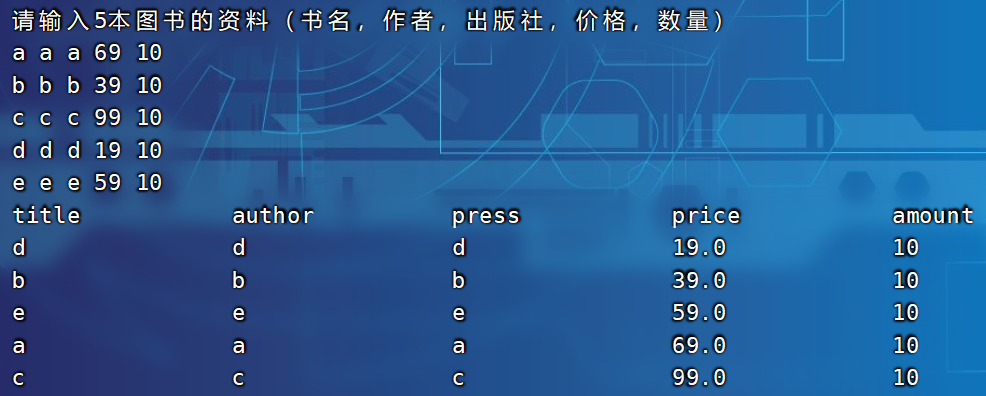 请输入5本图书的资料（书名，作者，出版社，价格，数量）
a a a 69 10
b b b 39 10
c c c 99 10
d d d 19 10
e e e 59 10
title author press price amount
d d d 19.0 10
b b b 39.0 10
e e e 59.0 10
a a a 69.0 10
c c c 99.0 10